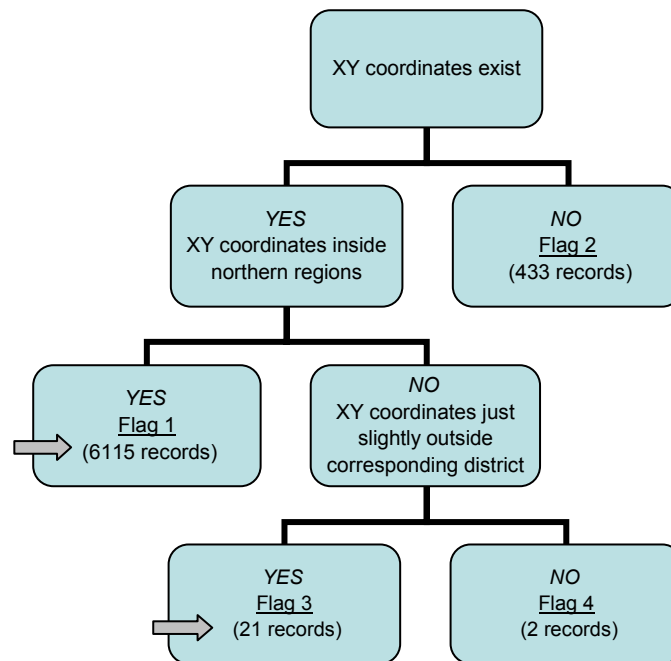 XY coordinates exist
YES
XY coordinates inside
northern regions
NO
Flag 2
(433 records)
YES
Flag 1
(6115 records)
NO
XY coordinates just
slightly outside
corresponding district
YES
Flag 3
(21 records)
NO
Flag 4
(2 records)